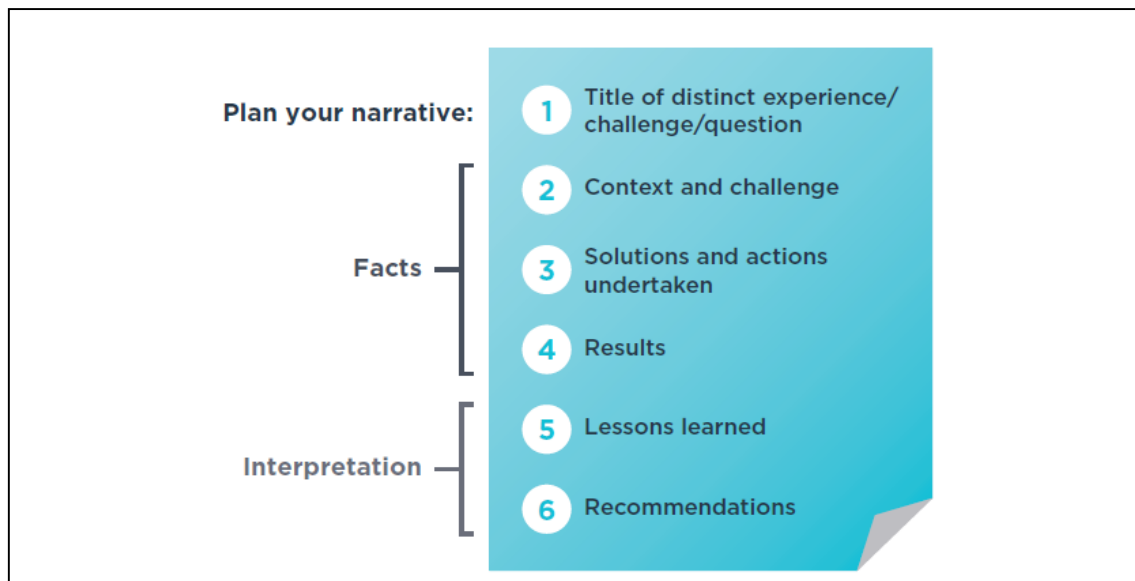 Plan your narrative:
1 Title of distinct experience/
challenge/question
Facts
2 Context and challenge
3 Solutions and actions
undertaken
4 Results
Interpretation
5 Lessons learned
6 Recommendations